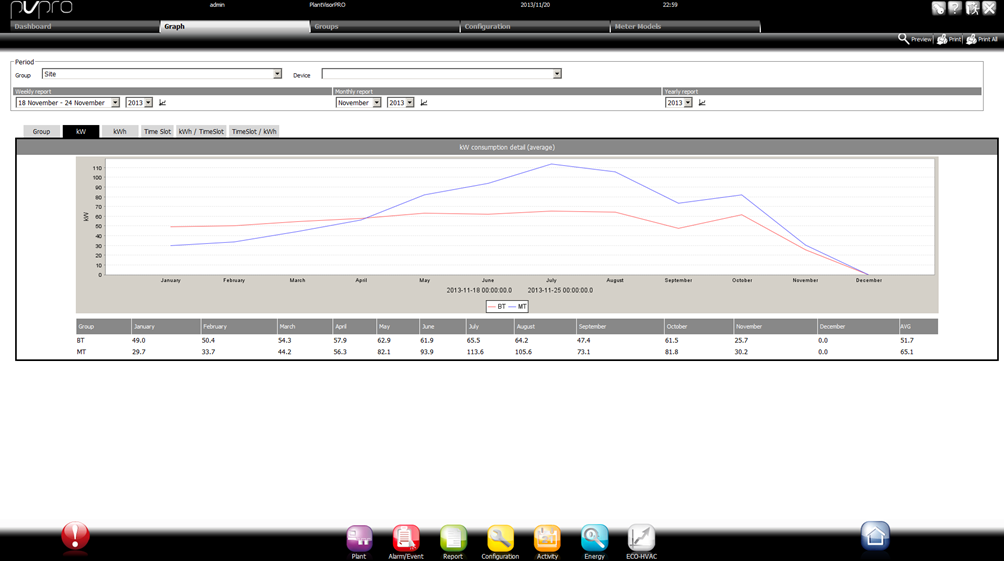 pvpro admin PlantVisorPRO 2013/11/20 22:59
Dashboard Graph Groups Configuration Meter Models
Preview Print Print All
Period
Group Site Device
Weekly report Monthly report Yearly report
18 November - 24 November 2013 November 2013 2013
Group kW kWh Time Slot kWh / TimeSlot TimeSlot / kWh
kW consumption detail (average)
110
100
90
80
70
60
50
40
30
20
10
0
kW
January February March April May June July August September October November December
2013-11-18 00:00:00.0 2013-11-25 00:00:00.0
BT MT
Group January February March April May June July August September October November December AVG
BT 49.0 50.4 54.3 57.9 62.9 61.9 65.5 64.2 47.4 61.5 25.7 0.0 51.7
MT 29.7 33.7 44.2 56.3 82.1 93.9 113.6 105.6 73.1 81.8 30.2 0.0 65.1
Plant Alarm/Event Report Configuration Activity Energy ECO-HVAC